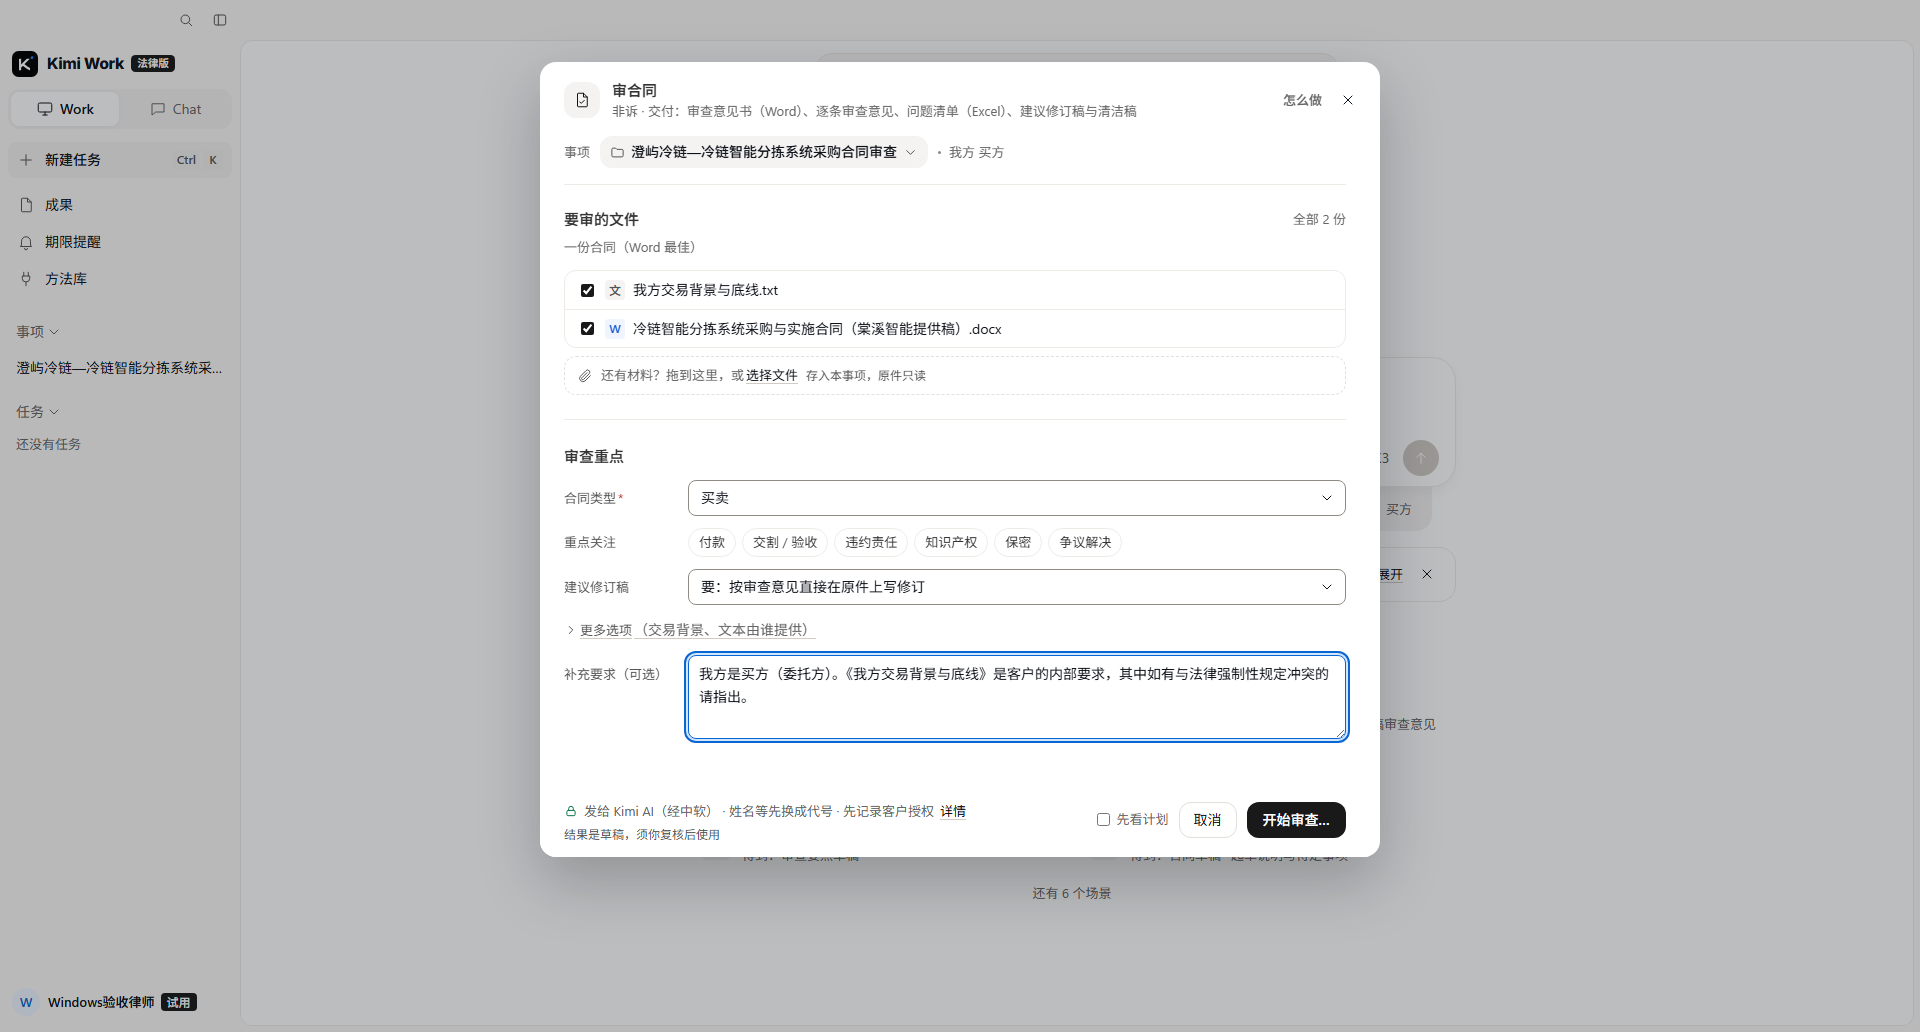 Kimi Work 法律版
Work
Chat
新建任务 Ctrl K
成果
期限提醒
方法库
事项
澄屿冷链—冷链智能分拣系统采...
任务
还没有任务
W Windows验收律师 试用
审合同
非诉 · 交付：审查意见书（Word）、逐条审查意见、问题清单（Excel）、建议修订稿与清洁稿
怎么做
事项 澄屿冷链—冷链智能分拣系统采购合同审查 • 我方 买方
要审的文件 全部 2 份
一份合同（Word 最佳）
文 我方交易背景与底线.txt
W 冷链智能分拣系统采购与实施合同（棠溪智能提供稿）.docx
还有材料？拖到这里，或选择文件 存入本事项，原件只读
审查重点
合同类型* 买卖
重点关注 付款 交割 / 验收 违约责任 知识产权 保密 争议解决
建议修订稿 要：按审查意见直接在原件上写修订
更多选项（交易背景、文本由谁提供）
补充要求（可选） 我方是买方（委托方）。《我方交易背景与底线》是客户的内部要求，其中如有与法律强制性规定冲突的
请指出。
发给 Kimi AI（经中软） · 姓名等先换成代号 · 先记录客户授权 详情
结果是草稿，须你复核后使用
先看计划 取消 开始审查...
买方
展开
审查意见
还有 6 个场景